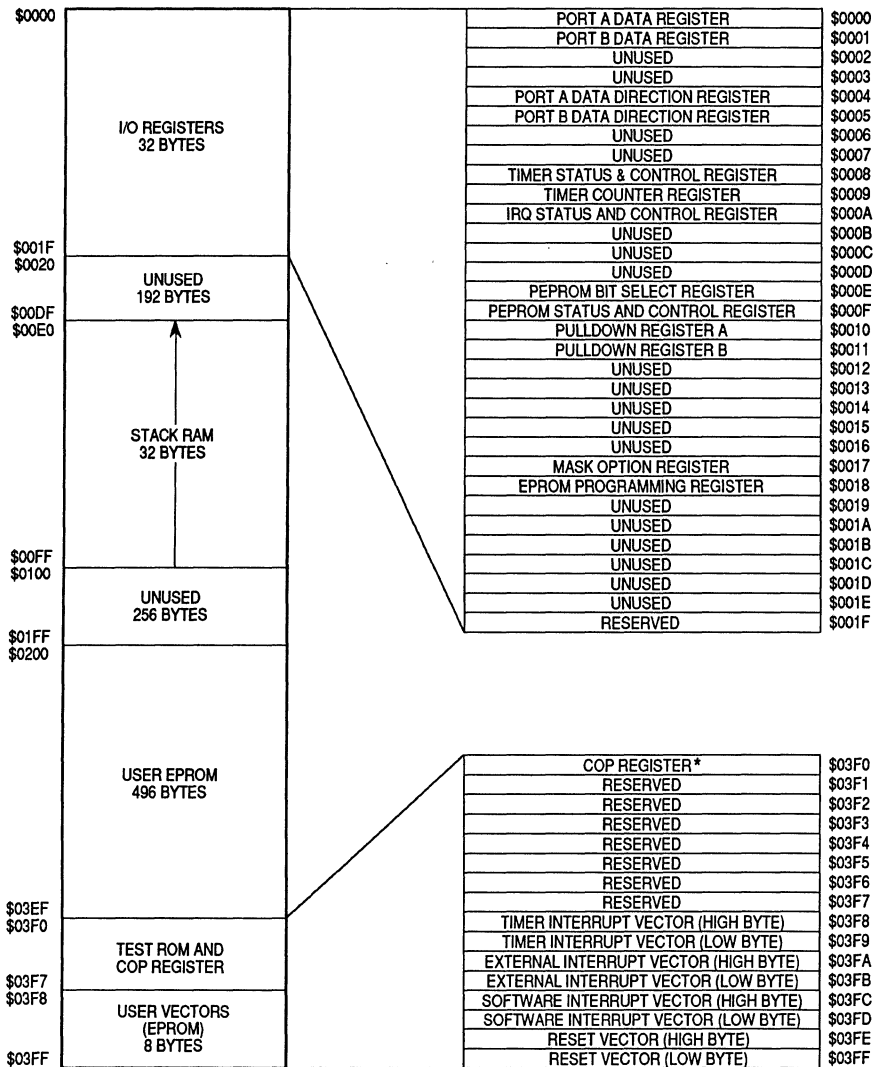 $0000
I/O REGISTERS
32 BYTES
$001F
$0020
UNUSED
192 BYTES
$00DF
$00E0
STACK RAM
32 BYTES
$00FF
$0100
UNUSED
256 BYTES
$01FF
$0200
USER EPROM
496 BYTES
$03EF
$03F0
TEST ROM AND
COP REGISTER
$03F7
$03F8
USER VECTORS
(EPROM)
8 BYTES
$03FF
PORT A DATA REGISTER $0000
PORT B DATA REGISTER $0001
UNUSED $0002
UNUSED $0003
PORT A DATA DIRECTION REGISTER $0004
PORT B DATA DIRECTION REGISTER $0005
UNUSED $0006
UNUSED $0007
TIMER STATUS & CONTROL REGISTER $0008
TIMER COUNTER REGISTER $0009
IRQ STATUS AND CONTROL REGISTER $000A
UNUSED $000B
UNUSED $000C
UNUSED $000D
PEPROM BIT SELECT REGISTER $000E
PEPROM STATUS AND CONTROL REGISTER $000F
PULLDOWN REGISTER A $0010
PULLDOWN REGISTER B $0011
UNUSED $0012
UNUSED $0013
UNUSED $0014
UNUSED $0015
UNUSED $0016
MASK OPTION REGISTER $0017
EPROM PROGRAMMING REGISTER $0018
UNUSED $0019
UNUSED $001A
UNUSED $001B
UNUSED $001C
UNUSED $001D
UNUSED $001E
RESERVED $001F
COP REGISTER* $03F0
RESERVED $03F1
RESERVED $03F2
RESERVED $03F3
RESERVED $03F4
RESERVED $03F5
RESERVED $03F6
RESERVED $03F7
TIMER INTERRUPT VECTOR (HIGH BYTE) $03F8
TIMER INTERRUPT VECTOR (LOW BYTE) $03F9
EXTERNAL INTERRUPT VECTOR (HIGH BYTE) $03FA
EXTERNAL INTERRUPT VECTOR (LOW BYTE) $03FB
SOFTWARE INTERRUPT VECTOR (HIGH BYTE) $03FC
SOFTWARE INTERRUPT VECTOR (LOW BYTE) $03FD
RESET VECTOR (HIGH BYTE) $03FE
RESET VECTOR (LOW BYTE) $03FF